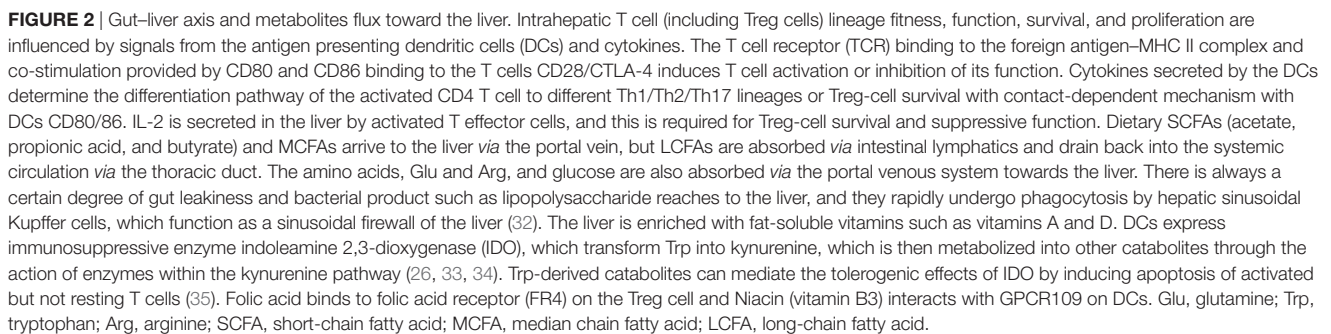 FIGURE 2 | Gut–liver axis and metabolites flux toward the liver. Intrahepatic T cell (including Treg cells) lineage fitness, function, survival, and proliferation are
influenced by signals from the antigen presenting dendritic cells (DCs) and cytokines. The T cell receptor (TCR) binding to the foreign antigen–MHC II complex and
co-stimulation provided by CD80 and CD86 binding to the T cells CD28/CTLA-4 induces T cell activation or inhibition of its function. Cytokines secreted by the DCs
determine the differentiation pathway of the activated CD4 T cell to different Th1/Th2/Th17 lineages or Treg-cell survival with contact-dependent mechanism with
DCs CD80/86. IL-2 is secreted in the liver by activated T effector cells, and this is required for Treg-cell survival and suppressive function. Dietary SCFAs (acetate,
propionic acid, and butyrate) and MCFAs arrive to the liver via the portal vein, but LCFAs are absorbed via intestinal lymphatics and drain back into the systemic
circulation via the thoracic duct. The amino acids, Glu and Arg, and glucose are also absorbed via the portal venous system towards the liver. There is always a
certain degree of gut leakiness and bacterial product such as lipopolysaccharide reaches to the liver, and they rapidly undergo phagocytosis by hepatic sinusoidal
Kupffer cells, which function as a sinusoidal firewall of the liver (32). The liver is enriched with fat-soluble vitamins such as vitamins A and D. DCs express
immunosuppressive enzyme indoleamine 2,3-dioxygenase (IDO), which transform Trp into kynurenine, which is then metabolized into other catabolites through the
action of enzymes within the kynurenine pathway (26, 33, 34). Trp-derived catabolites can mediate the tolerogenic effects of IDO by inducing apoptosis of activated
but not resting T cells (35). Folic acid binds to folic acid receptor (FR4) on the Treg cell and Niacin (vitamin B3) interacts with GPCR109 on DCs. Glu, glutamine; Trp,
tryptophan; Arg, arginine; SCFA, short-chain fatty acid; MCFA, median chain fatty acid; LCFA, long-chain fatty acid.